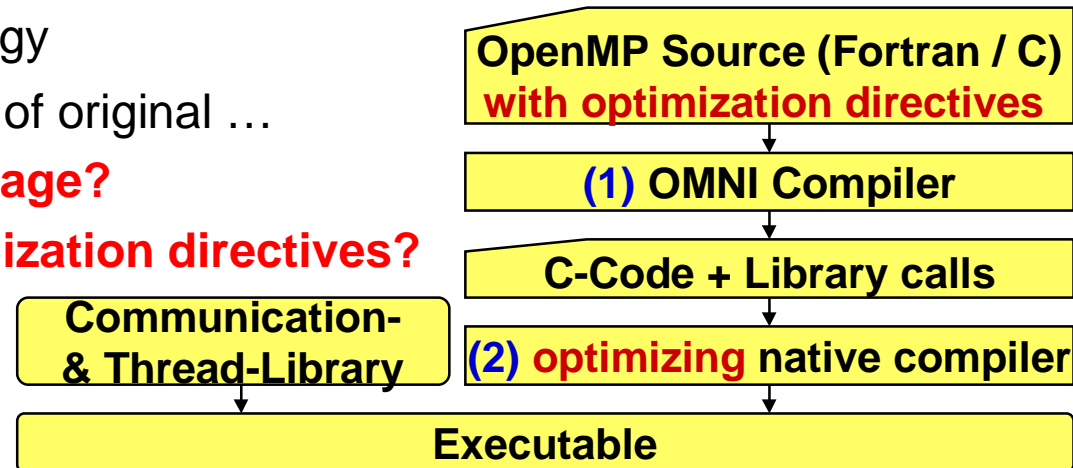 gy
of original …
age?
ization directives?
OpenMP Source (Fortran / C)
with optimization directives
(1) OMNI Compiler
C-Code + Library calls
(2) optimizing native compiler
Communication-
& Thread-Library
Executable